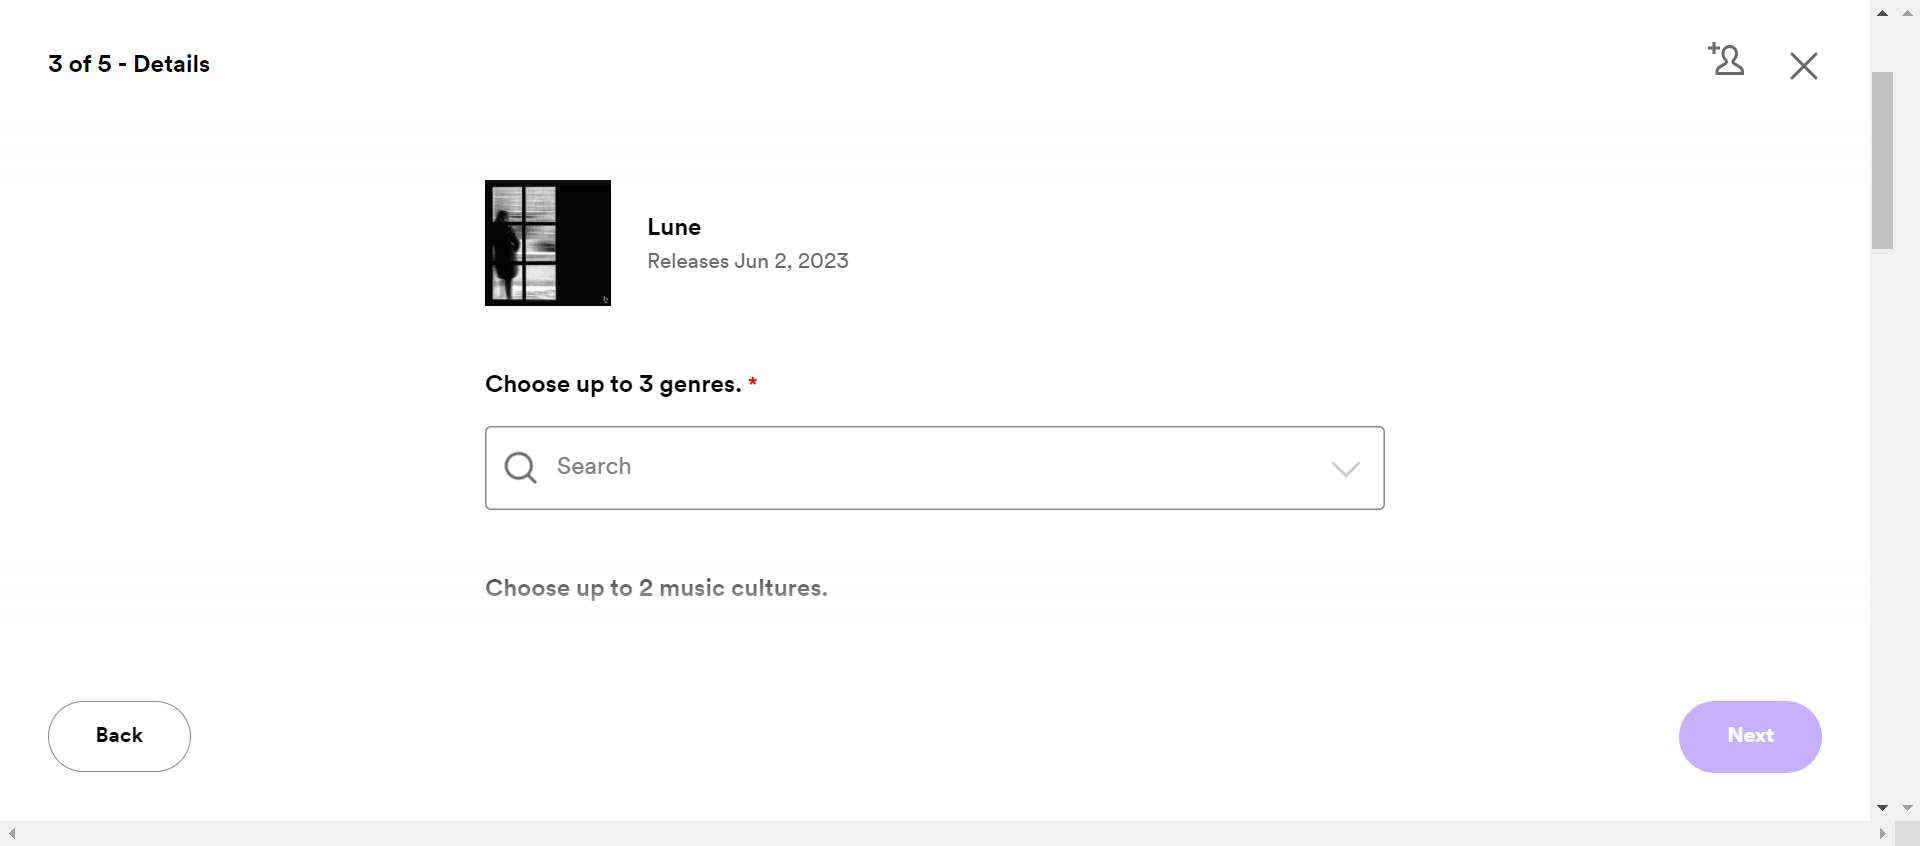 3 of 5 - Details
Lune
Releases Jun 2, 2023
Choose up to 3 genres. *
Search
Choose up to 2 music cultures.
Back
Next